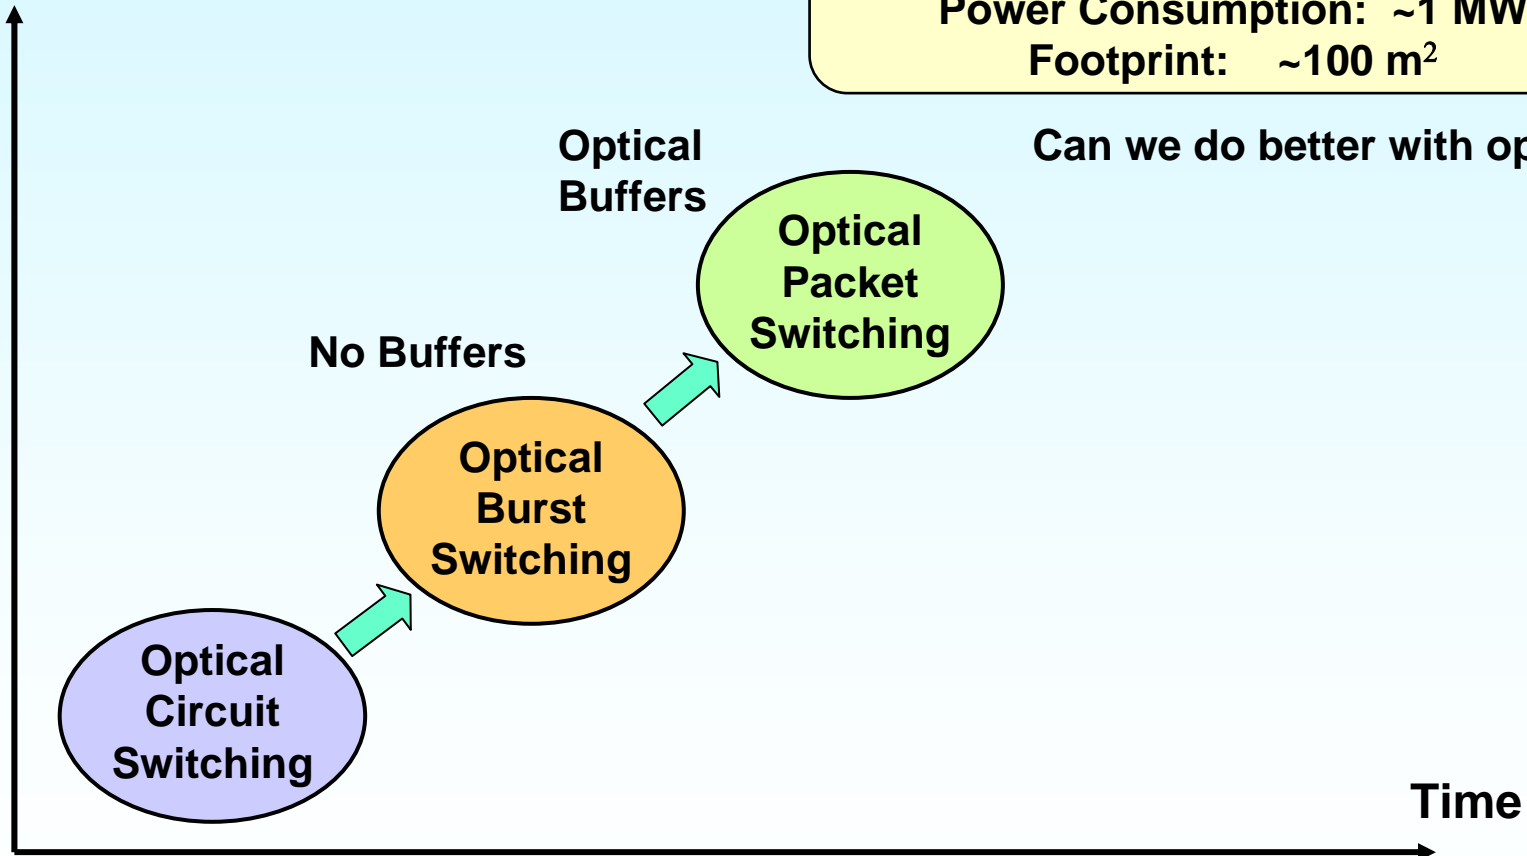 Power Consumption: ~1 MW
Footprint: ~100 m²
Optical
Buffers
Can we do better with op
Optical
Packet
Switching
No Buffers
Optical
Burst
Switching
Optical
Circuit
Switching
Time